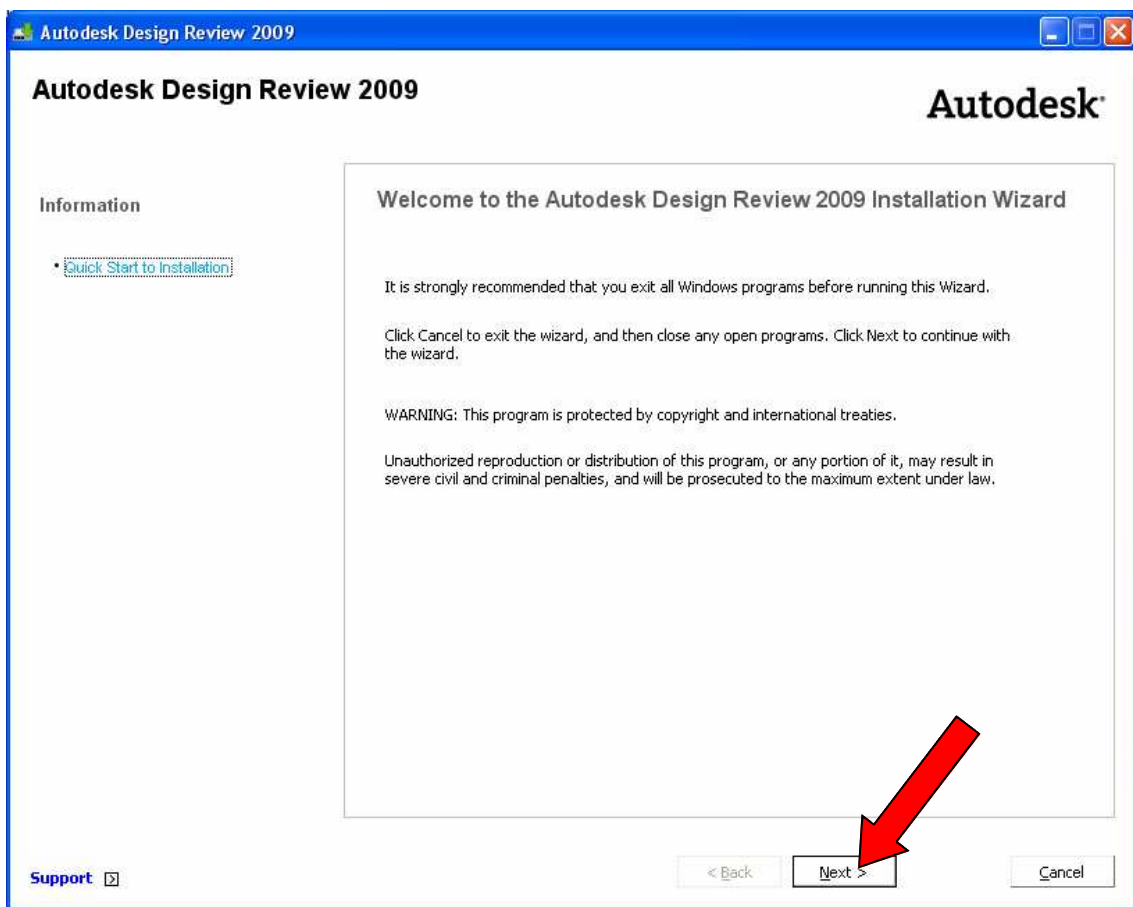 Autodesk Design Review 2009
Autodesk Design Review 2009
Autodesk
Information
• Quick Start to Installation
Welcome to the Autodesk Design Review 2009 Installation Wizard
It is strongly recommended that you exit all Windows programs before running this Wizard.
Click Cancel to exit the wizard, and then close any open programs. Click Next to continue with
the wizard.
WARNING: This program is protected by copyright and international treaties.
Unauthorized reproduction or distribution of this program, or any portion of it, may result in
severe civil and criminal penalties, and will be prosecuted to the maximum extent under law.
Support
< Back
Next >
Cancel